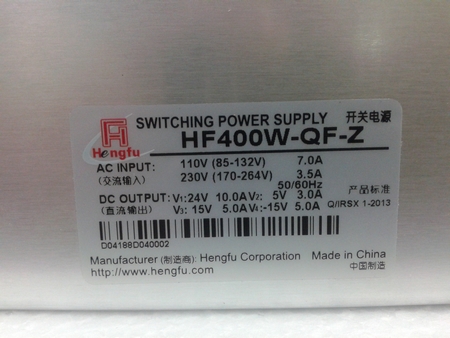 SWITCHING POWER SUPPLY 开关电源
Hengfu HF400W-QF-Z
AC INPUT: 110V (85-132V) 7.0A
(交流输入) 230V (170-264V) 3.5A
50/60Hz
DC OUTPUT: V1:24V 10.0A V2: 5V 3.0A 产品标准
(直流输出) V3: 15V 5.0A V4:-15V 5.0A Q/IRSX 1-2013
D04188D040002
Manufacturer (制造商): Hengfu Corporation Made in China
http://www.hengfu.com 中国制造